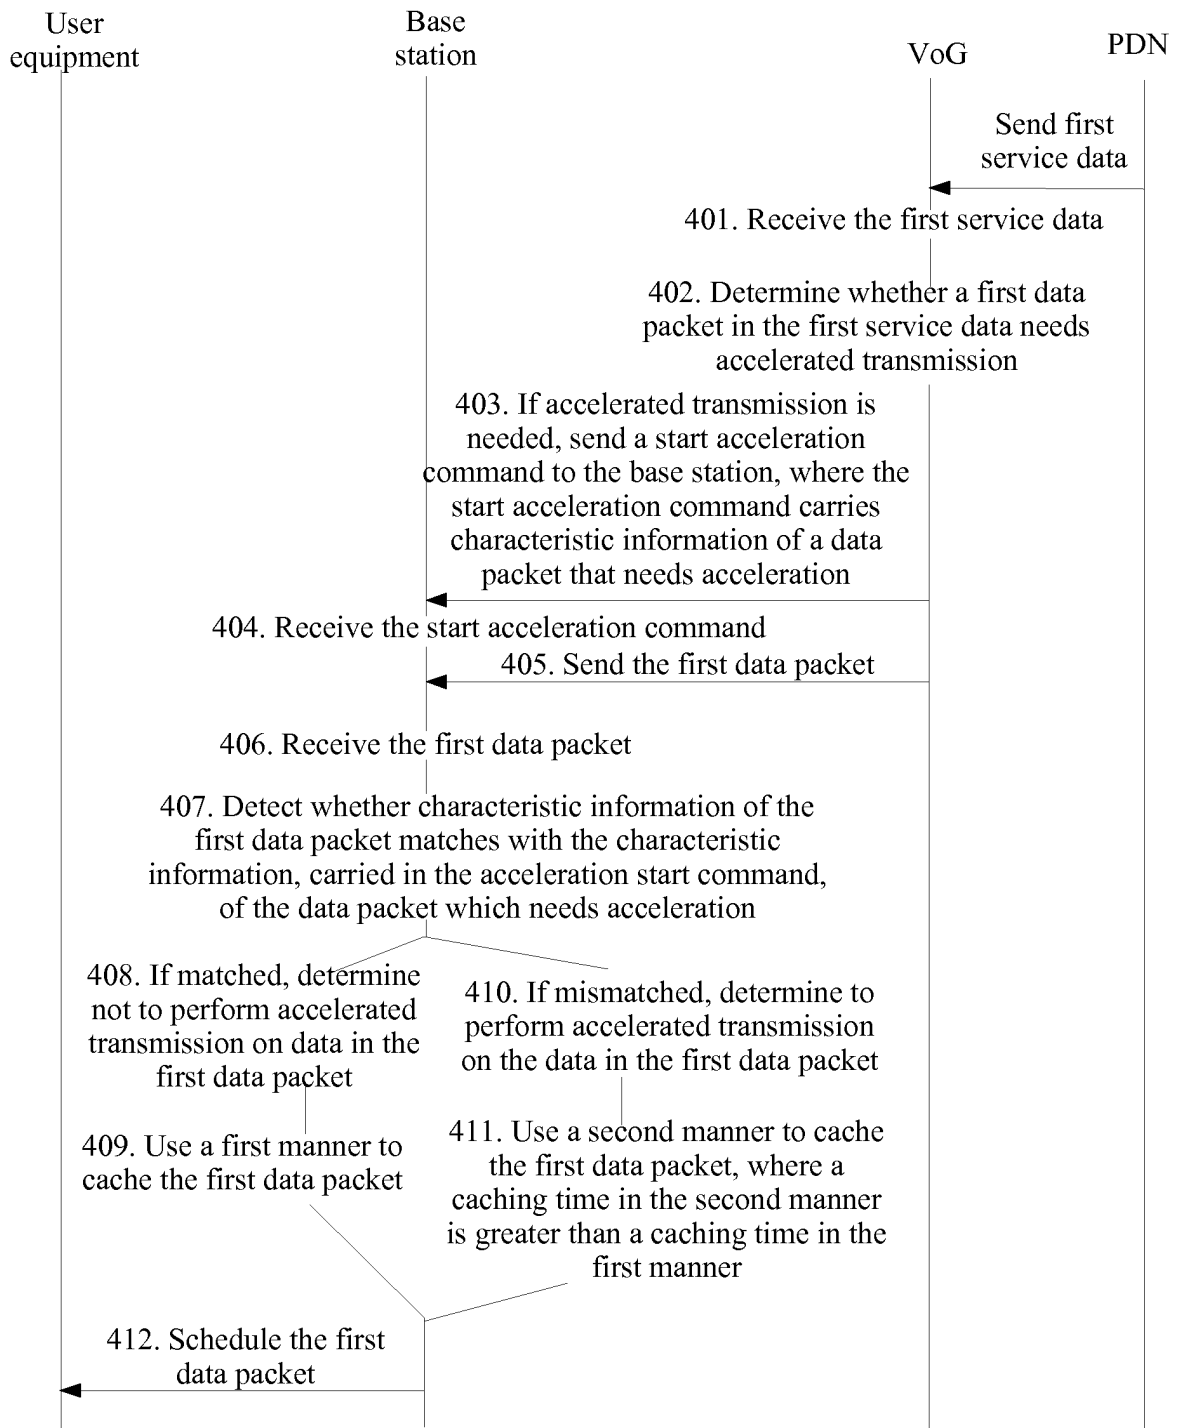 User
equipment
Base
station
VoG
PDN
Send first
service data
401. Receive the first service data
402. Determine whether a first data
packet in the first service data needs
accelerated transmission
403. If accelerated transmission is
needed, send a start acceleration
command to the base station, where the
start acceleration command carries
characteristic information of a data
packet that needs acceleration
404. Receive the start acceleration command
405. Send the first data packet
406. Receive the first data packet
407. Detect whether characteristic information of the
first data packet matches with the characteristic
information, carried in the acceleration start command,
of the data packet which needs acceleration
408. If matched, determine
not to perform accelerated
transmission on data in the
first data packet
410. If mismatched, determine to
perform accelerated transmission
on the data in the first data packet
409. Use a first manner to
cache the first data packet
411. Use a second manner to cache
the first data packet, where a
caching time in the second manner
is greater than a caching time in the
first manner
412. Schedule the first
data packet